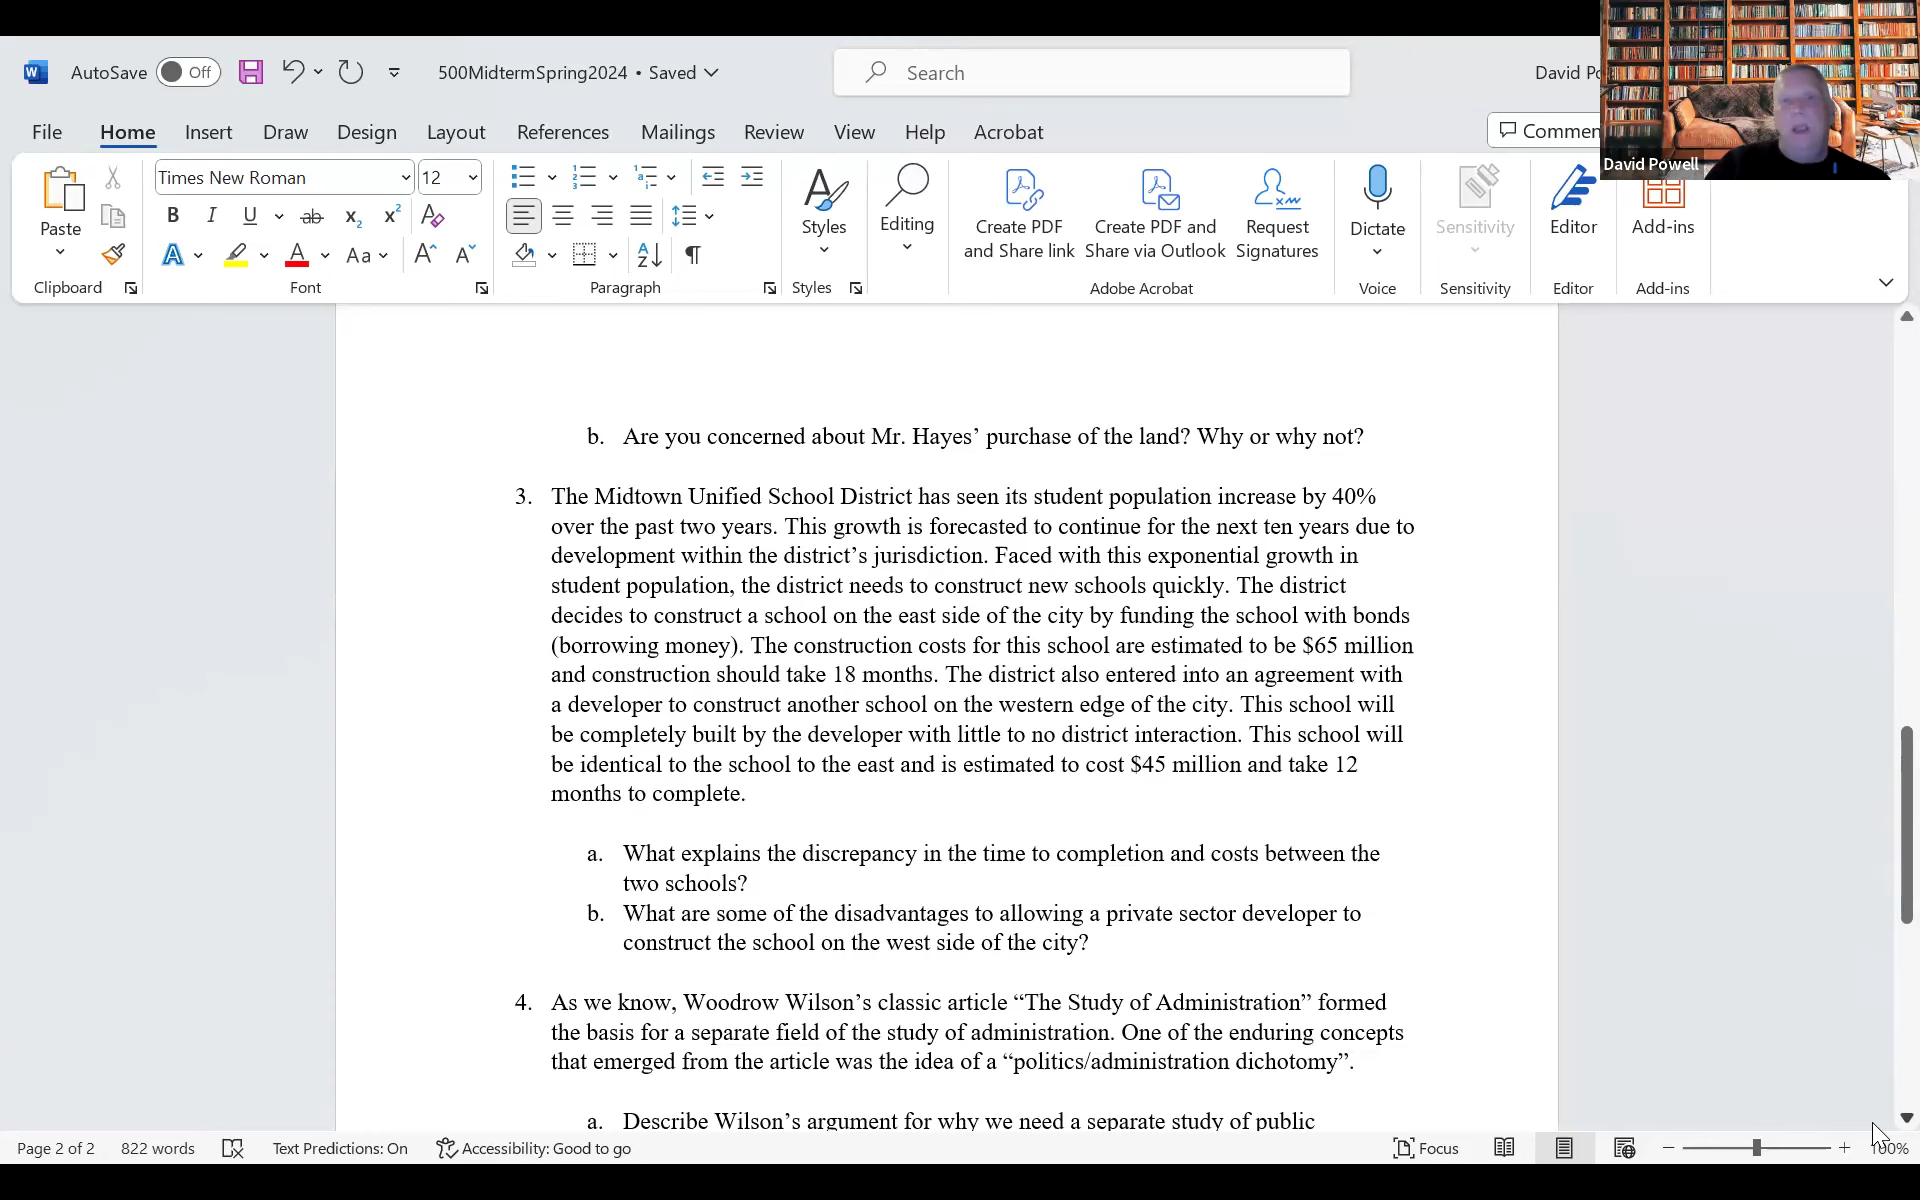 AutoSave Off 500MidtermSpring2024 • Saved Search David Po
File Home Insert Draw Design Layout References Mailings Review View Help Acrobat Commen
David Powell
Times New Roman 12
Paste Styles Editing Create PDF and Share link Create PDF and Share via Outlook Request Signatures Dictate Sensitivity Editor Add-ins
Clipboard Font Paragraph Styles Adobe Acrobat Voice Sensitivity Editor Add-ins
b. Are you concerned about Mr. Hayes’ purchase of the land? Why or why not?
3. The Midtown Unified School District has seen its student population increase by 40%
over the past two years. This growth is forecasted to continue for the next ten years due to
development within the district’s jurisdiction. Faced with this exponential growth in
student population, the district needs to construct new schools quickly. The district
decides to construct a school on the east side of the city by funding the school with bonds
(borrowing money). The construction costs for this school are estimated to be $65 million
and construction should take 18 months. The district also entered into an agreement with
a developer to construct another school on the western edge of the city. This school will
be completely built by the developer with little to no district interaction. This school will
be identical to the school to the east and is estimated to cost $45 million and take 12
months to complete.
a. What explains the discrepancy in the time to completion and costs between the
two schools?
b. What are some of the disadvantages to allowing a private sector developer to
construct the school on the west side of the city?
4. As we know, Woodrow Wilson’s classic article “The Study of Administration” formed
the basis for a separate field of the study of administration. One of the enduring concepts
that emerged from the article was the idea of a “politics/administration dichotomy”.
a. Describe Wilson’s argument for why we need a separate study of public
Page 2 of 2 822 words Text Predictions: On Accessibility: Good to go Focus 100%